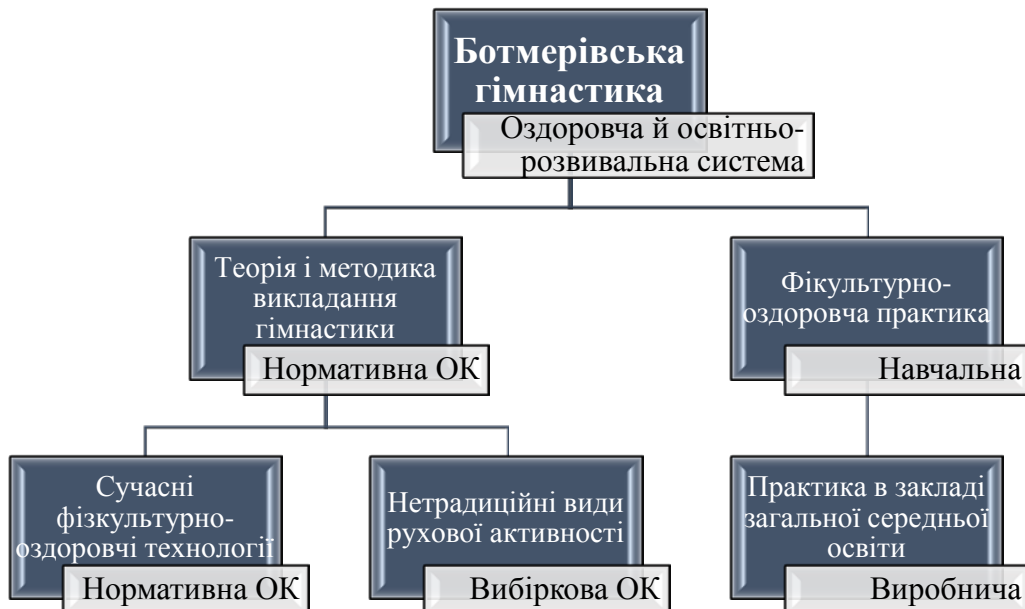 Ботмерівська
гімнастика
Оздоровча й освітньо-
розвивальна система
Теорія і методика
викладання
гімнастики
Нормативна ОК
Фікультурно-
оздоровча практика
Навчальна
Сучасні
фізкультурно-
оздоровчі технології
Нормативна ОК
Нетрадиційні види
рухової активності
Вибіркова ОК
Практика в закладі
загальної середньої
освіти
Виробнича